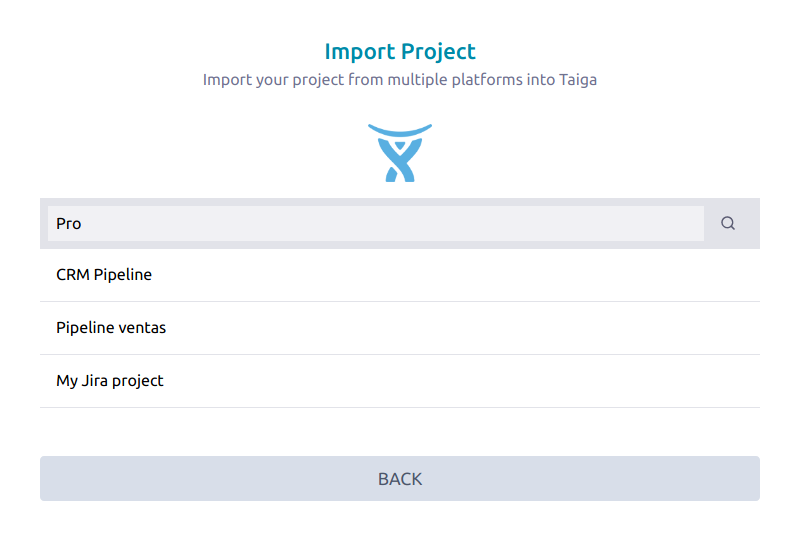 Import Project
Import your project from multiple platforms into Taiga
Pro
CRM Pipeline
Pipeline ventas
My Jira project
BACK